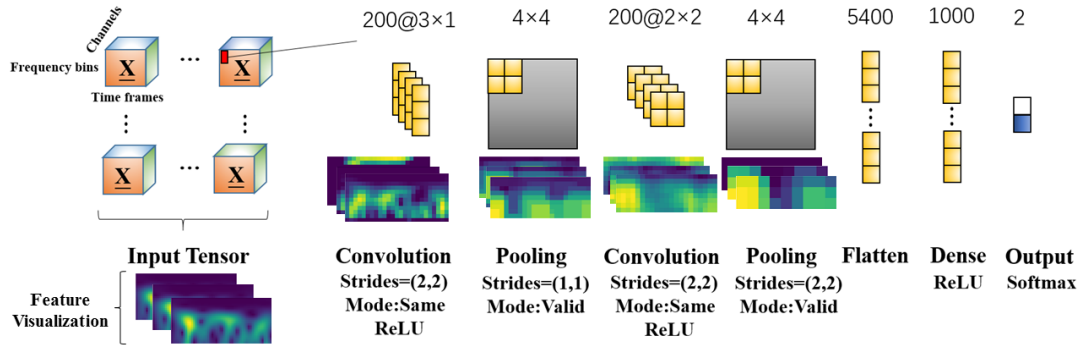 200@3×1
4×4
200@2×2
4×4
5400
1000
2
Channels
Frequency bins
X
...
X
Time frames
...
...
X
...
X
...
...
Input Tensor
Convolution
Strides=(2,2)
Mode:Same
ReLU
Pooling
Strides=(1,1)
Mode:Valid
Convolution
Strides=(2,2)
Mode:Same
ReLU
Pooling
Strides=(2,2)
Mode:Valid
Flatten
Dense
ReLU
Output
Softmax
Feature
Visualization